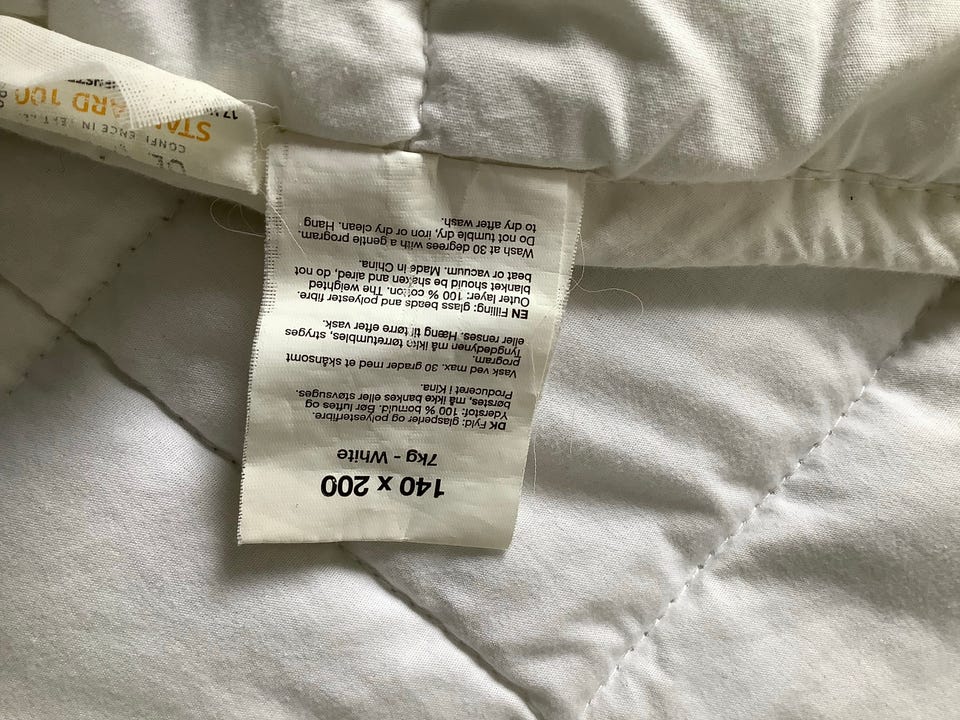 140 x 200
7kg - White
DK Fyld: glasperler og polyesterfibre.
Yderstof: 100 % bomuld. Bør luftes og
børstes, må ikke bankes eller støvsuges.
Produceret i Kina.
Vask ved max. 30 grader med et skånsomt
program.
Tyngdedynen må ikke tørretumbles, stryges
eller renses. Hæng til tørre efter vask.
EN Filling: glass beads and polyester fibre.
Outer layer: 100 % cotton. The weighted
blanket should be shaken and aired, do not
beat or vacuum. Made in China.
Wash at 30 degrees with a gentle program.
Do not tumble dry, iron or dry clean. Hang
to dry after wash.
CONFIDENCE IN
STANDARD 100